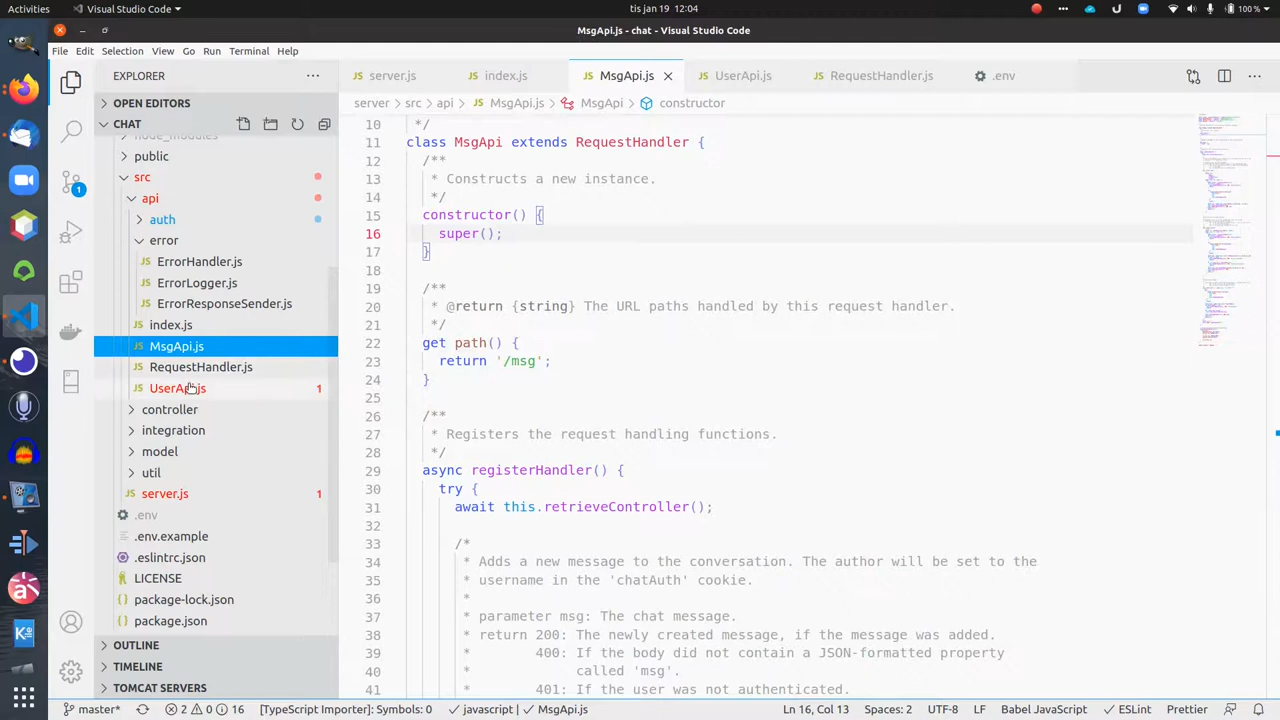 Activities
Visual Studio Code
tis jan 19 12:04
100 %
MsgApi.js - chat - Visual Studio Code
File Edit Selection View Go Run Terminal Help
EXPLORER
server.js index.js MsgApi.js UserApi.js RequestHandler.js .env
OPEN EDITORS
server src api MsgApi.js MsgApi constructor
CHAT
node_modules
public
src
api
auth
error
ErrorHandler.js
ErrorLogger.js
ErrorResponseSender.js
index.js
MsgApi.js
RequestHandler.js
UserApi.js 1
controller
integration
model
util
server.js 1
.env
.env.example
.eslintrc.json
LICENSE
package-lock.json
package.json
OUTLINE
TIMELINE
TOMCAT SERVERS
1
10 */
11 class MsgApi extends RequestHandler {
12 /**
13 * Constructs a new instance.
14
15 constructor() {
16 super();
17 }
18
19 /**
20 * @return {string} The URL paths handled by this request handler.
21 */
22 get path() {
23 return '/msg';
24 }
25
26 /**
27 * Registers the request handling functions.
28 */
29 async registerHandler() {
30 try {
31 await this.retrieveController();
32
33 /*
34 * Adds a new message to the conversation. The author will be set to the
35 * username in the 'chatAuth' cookie.
36 *
37 * parameter msg: The chat message.
38 * return 200: The newly created message, if the message was added.
39 * 400: If the body did not contain a JSON-formatted property
40 * called 'msg'.
41 * 401: If the user was not authenticated.
master* 2 0 16 [TypeScript Importer]: Symbols: 0 javascript | MsgApi.js Ln 16, Col 13 Spaces: 2 UTF-8 LF Babel JavaScript ESLint Prettier